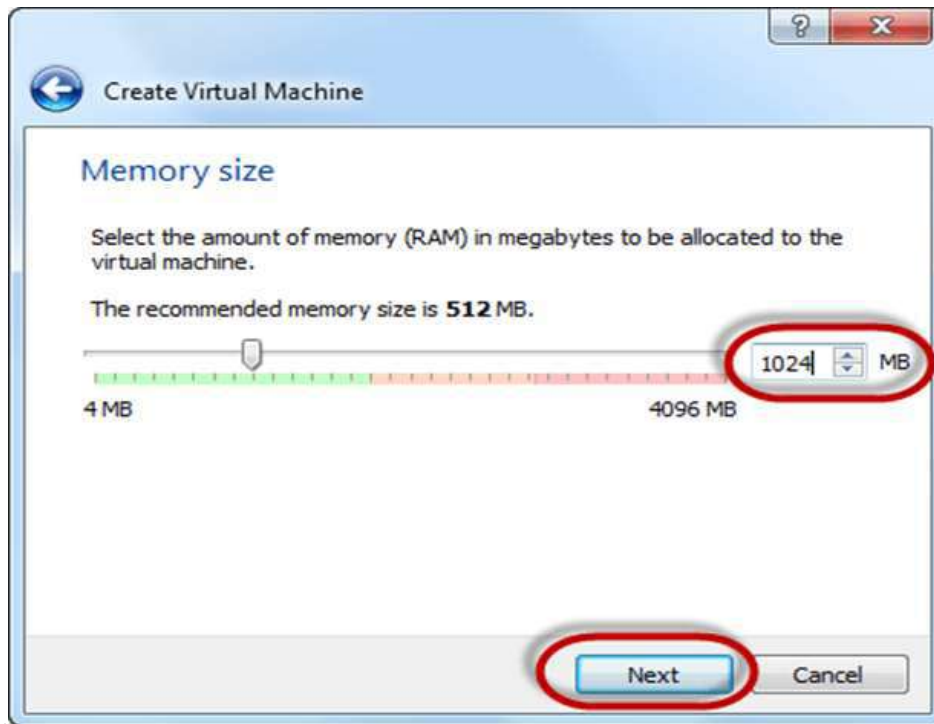 Create Virtual Machine
Memory size
Select the amount of memory (RAM) in megabytes to be allocated to the
virtual machine.
The recommended memory size is 512 MB.
1024 MB
4 MB 4096 MB
Next Cancel